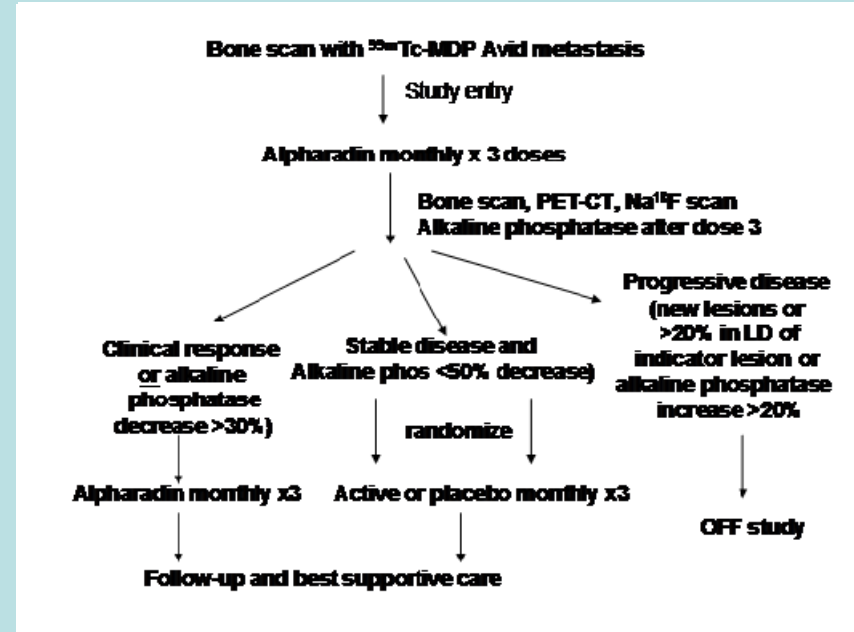 Bone scan with ⁹⁹ᵐTc-MDP Avid metastasis
Study entry
Alpharadin monthly x 3 doses
Bone scan, PET-CT, Na¹⁸F scan
Alkaline phosphatase after dose 3
Clinical response
or alkaline
phosphatase
decrease >30%)
Stable disease and
Alkaline phos <50% decrease)
Progressive disease
(new lesions or
>20% in LD of
indicator lesion or
alkaline phosphatase
increase >20%
randomize
Alpharadin monthly x3
Active or placebo monthly x3
OFF study
Follow-up and best supportive care